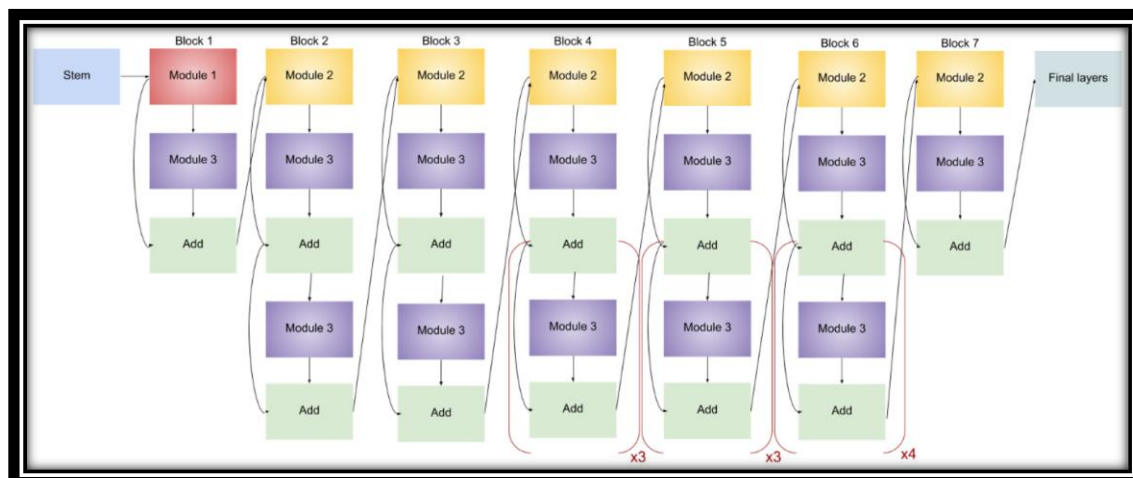 Block 1
Block 2
Block 3
Block 4
Block 5
Block 6
Block 7
Stem
Module 1
Module 2
Module 2
Module 2
Module 2
Module 2
Module 2
Final layers
Module 3
Module 3
Module 3
Module 3
Module 3
Module 3
Module 3
Add
Add
Add
Add
Add
Add
Add
Module 3
Module 3
Module 3
Module 3
Module 3
Add
Add
Add
Add
Add
x3
x3
x4